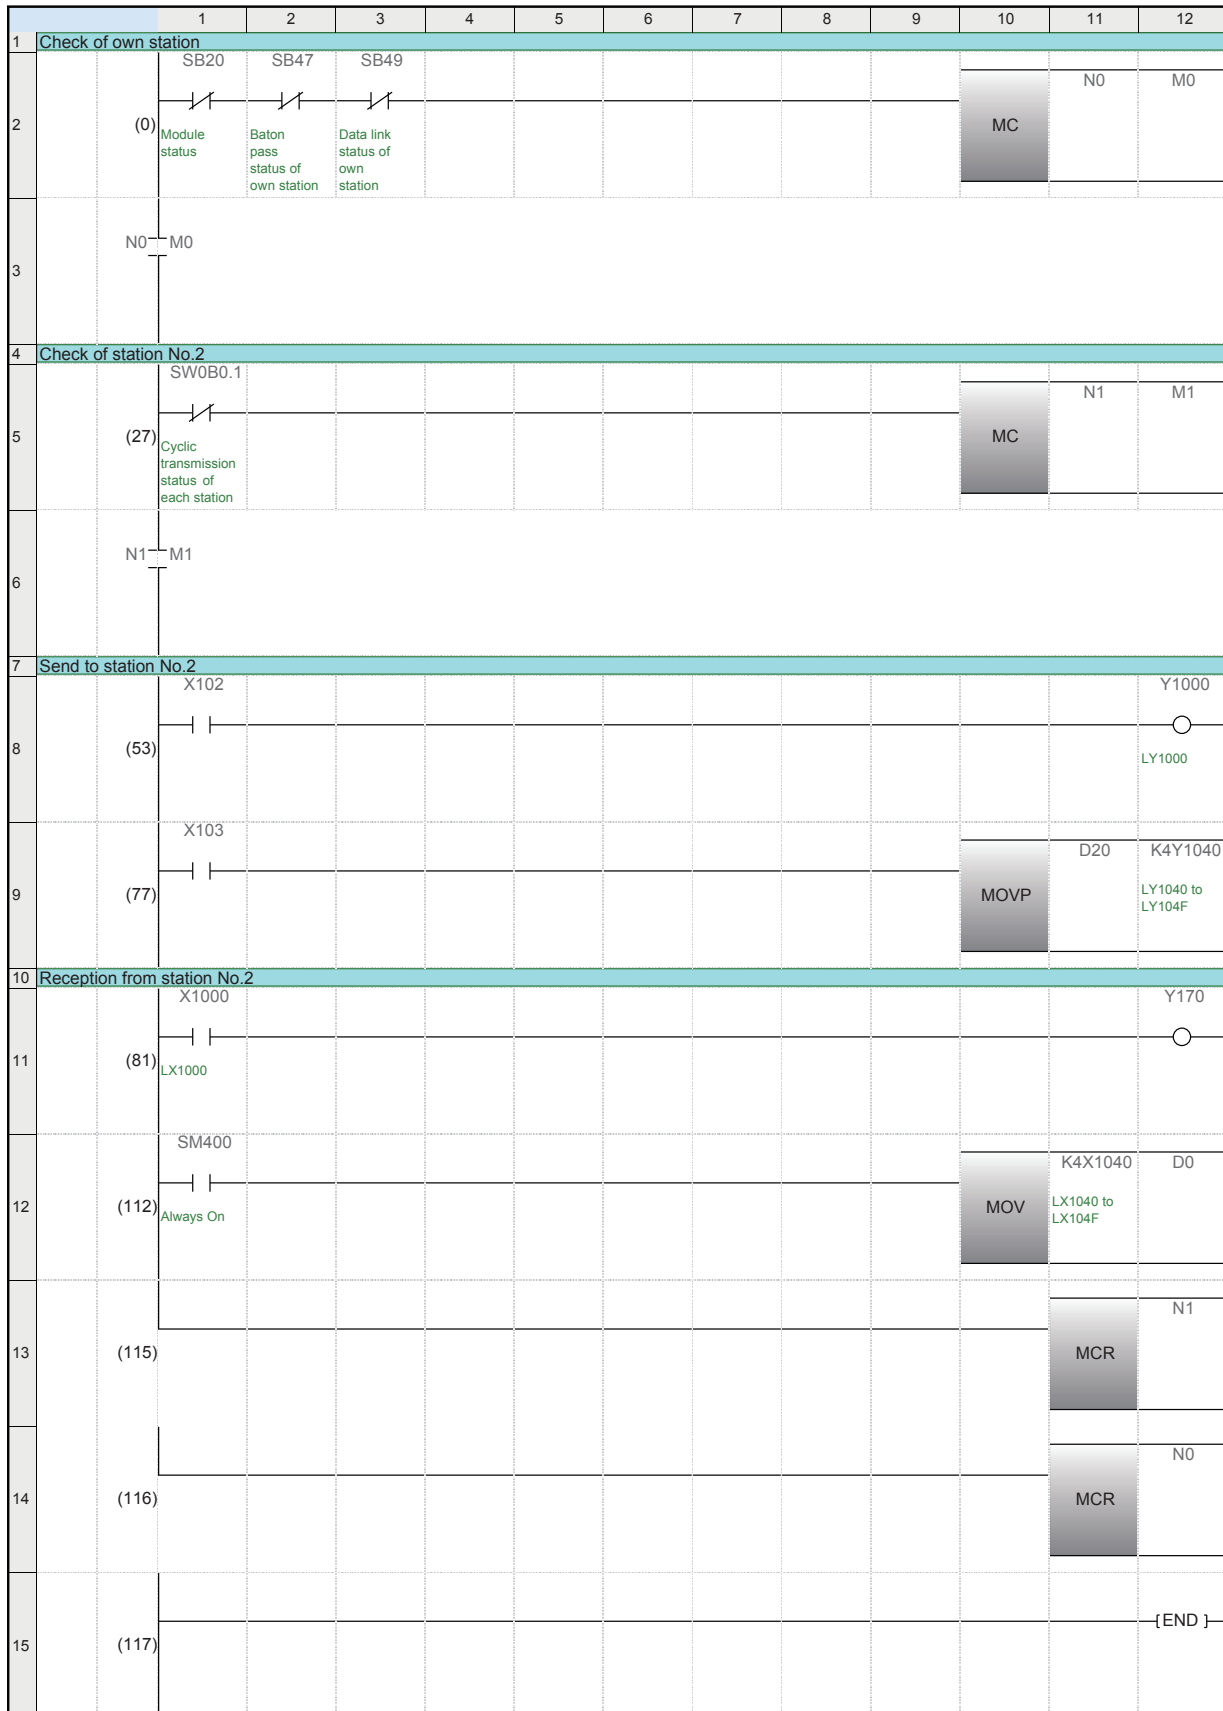 1 2 3 4 5 6 7 8 9 10 11 12
1 Check of own station
SB20 SB47 SB49 N0 M0
2 (0) MC
Module Baton Data link
status pass status of
status of own
own station station
N0 M0
3
4 Check of station No.2
SW0B0.1 N1 M1
5 (27) MC
Cyclic
transmission
status of
each station
N1 M1
6
7 Send to station No.2
X102 Y1000
8 (53)
LY1000
X103 D20 K4Y1040
9 (77) MOVP LY1040 to
LY104F
10 Reception from station No.2
X1000 Y170
11 (81)
LX1000
SM400 K4X1040 D0
12 (112) MOV LX1040 to
Always On LX104F
N1
13 (115) MCR
N0
14 (116) MCR
[END]
15 (117)